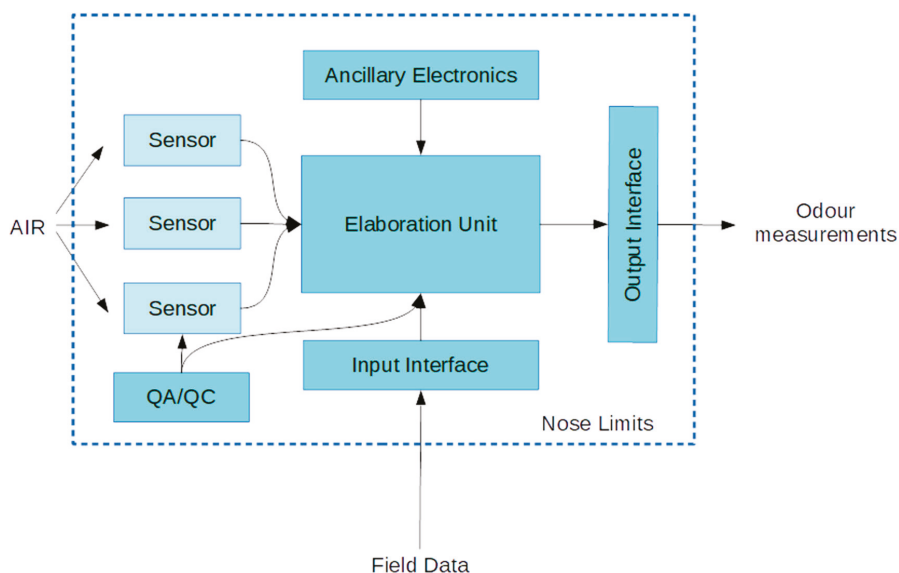 Ancillary Electronics
Sensor
Sensor
Sensor
AIR
Elaboration Unit
Output Interface
Odour
measurements
QA/QC
Input Interface
Nose Limits
Field Data